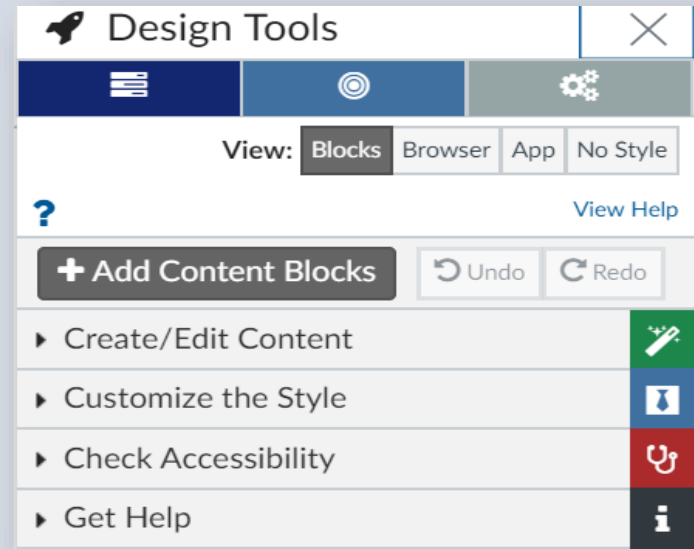 Design Tools
View: Blocks Browser App No Style
? View Help
+ Add Content Blocks Undo Redo
Create/Edit Content
Customize the Style
Check Accessibility
Get Help